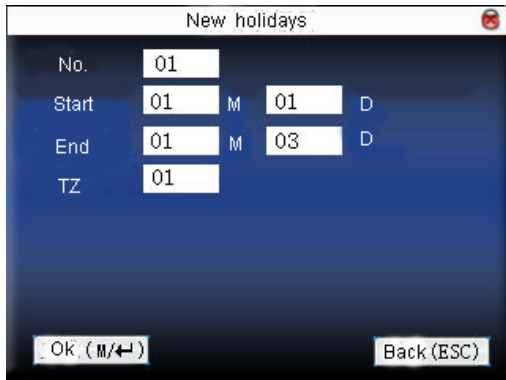 New holidays
No. 01
Start 01 M 01 D
End 01 M 03 D
TZ 01
Ok (M/↵) Back (ESC)